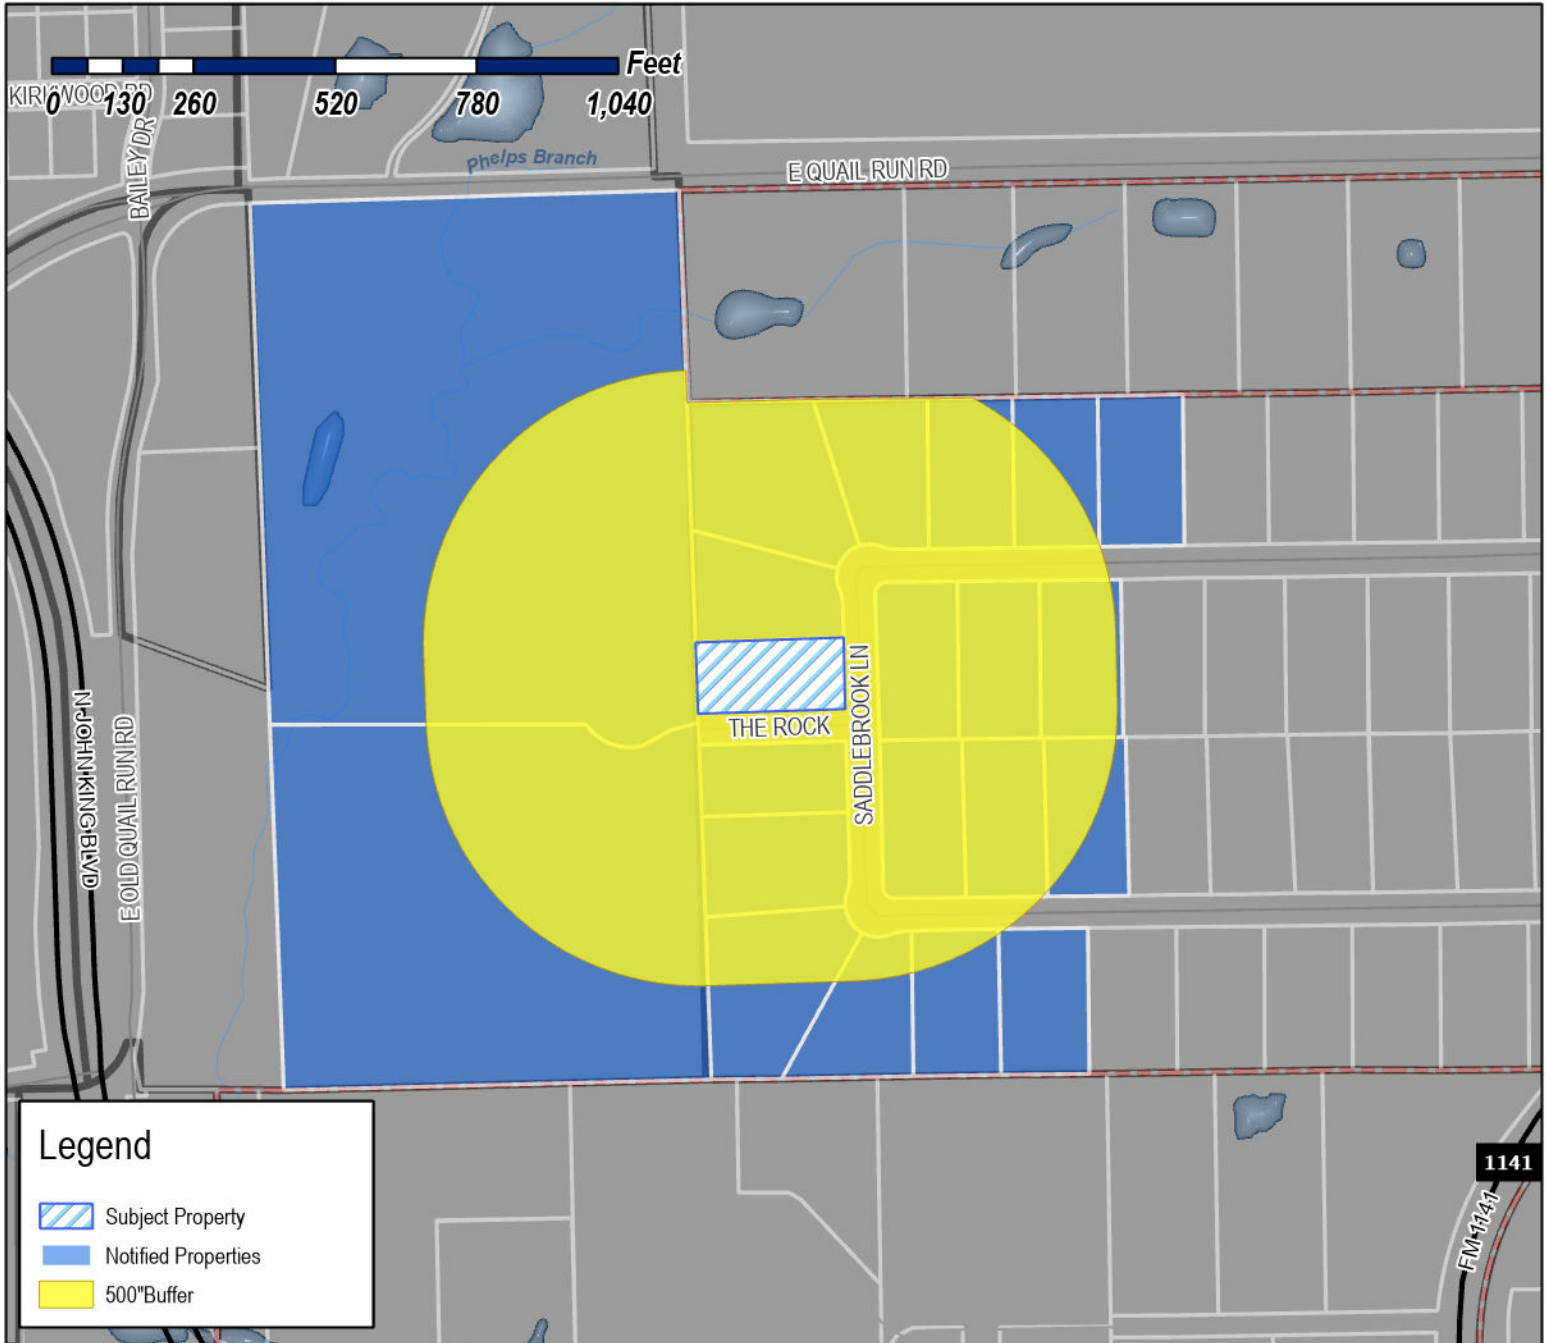 Feet
KIRKWOOD RD
0 130 260 520 780 1,040
BAILEY DR
Phelps Branch
E QUAIL RUN RD
THE ROCK
SADDLEBROOK LN
N JOHN KING BLVD
E OLD QUAIL RUN RD
Legend
Subject Property
Notified Properties
500"Buffer
1141
FM 1141